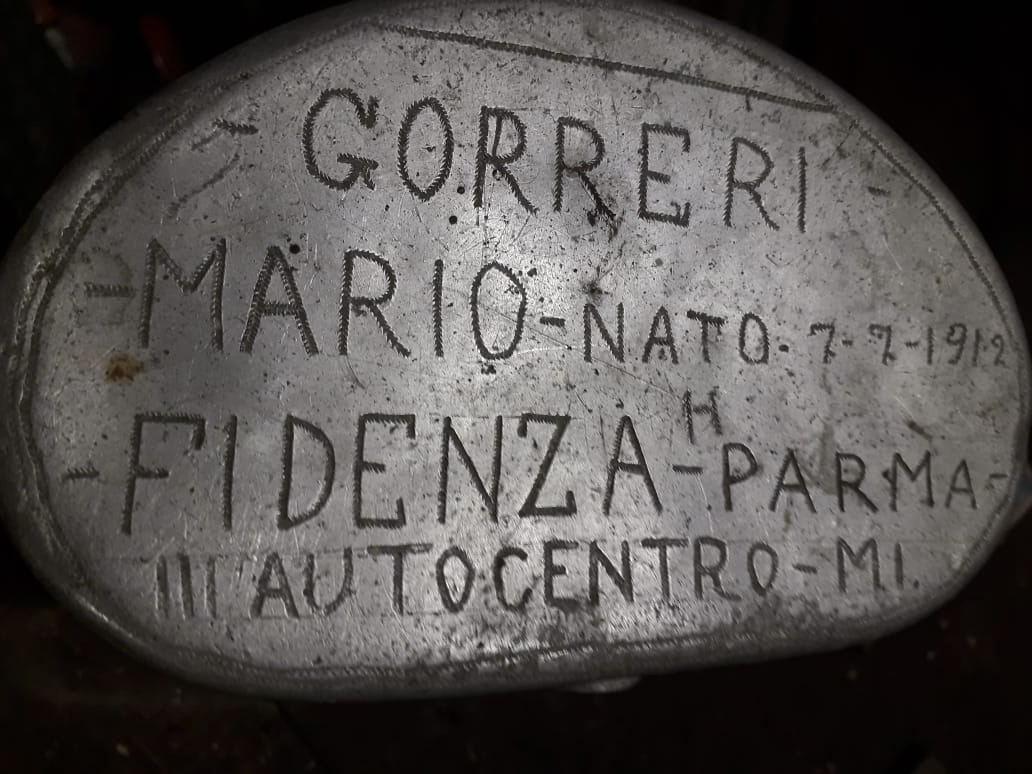 GORRERI -
-MARIO-NATO. 7-7-1912
H
-FIDENZA-PARMA-
III AUTOCENTRO-MI.